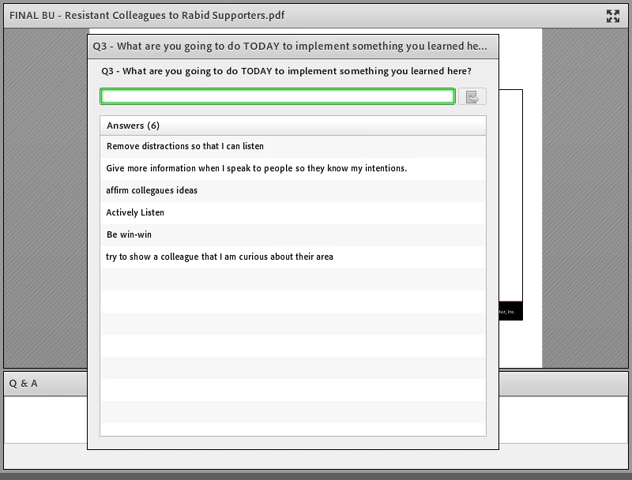 FINAL BU - Resistant Colleagues to Rabid Supporters.pdf
Q3 - What are you going to do TODAY to implement something you learned he...
Q3 - What are you going to do TODAY to implement something you learned here?
Answers (6)
Remove distractions so that I can listen
Give more information when I speak to people so they know my intentions.
affirm collegaues ideas
Actively Listen
Be win-win
try to show a colleague that I am curious about their area
Inc.
Q & A